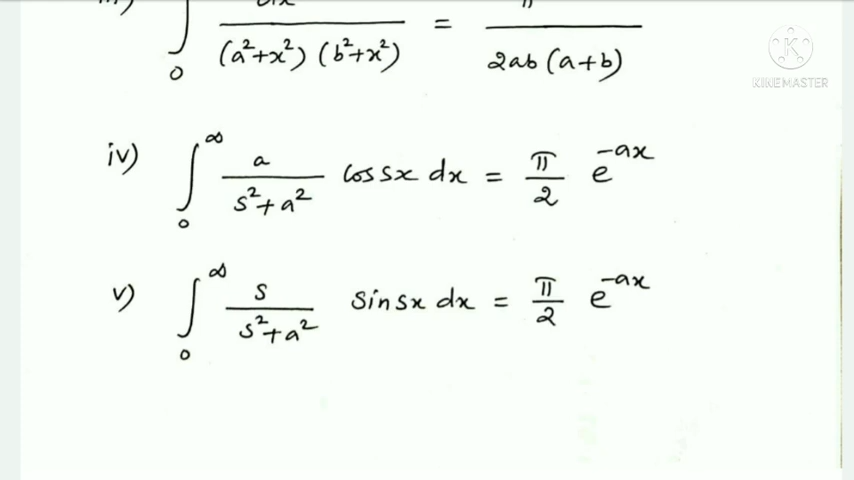 ∫₀ / (a²+x²) (b²+x²) = π / 2ab (a+b)
K
KINEMASTER
iv) ∫₀^∞ a / s²+a² cos sx dx = π/2 e^-ax
v) ∫₀^∞ s / s²+a² sin sx dx = π/2 e^-ax